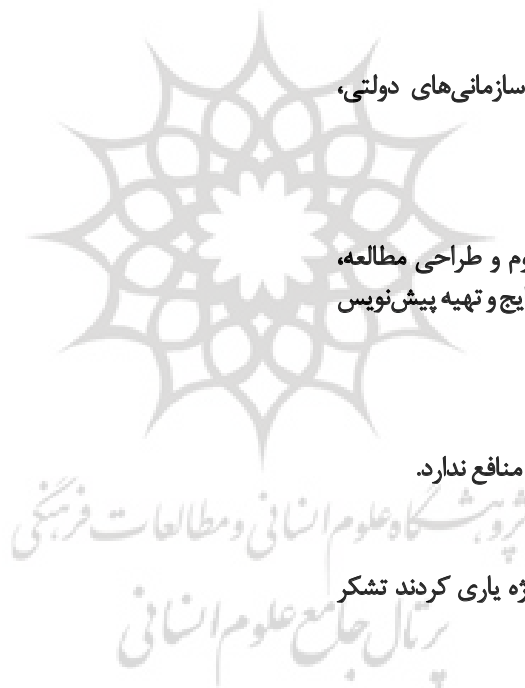 سازمانی‌های دولتی،
وم و طراحی مطالعه،
ایج و تهیه پیش‌نویس
منافع ندارد.
پژوهشگاه علوم انسانی و مطالعات فرهنگی
ژه یاری کردند تشکر
پرتال جامع علوم انسانی